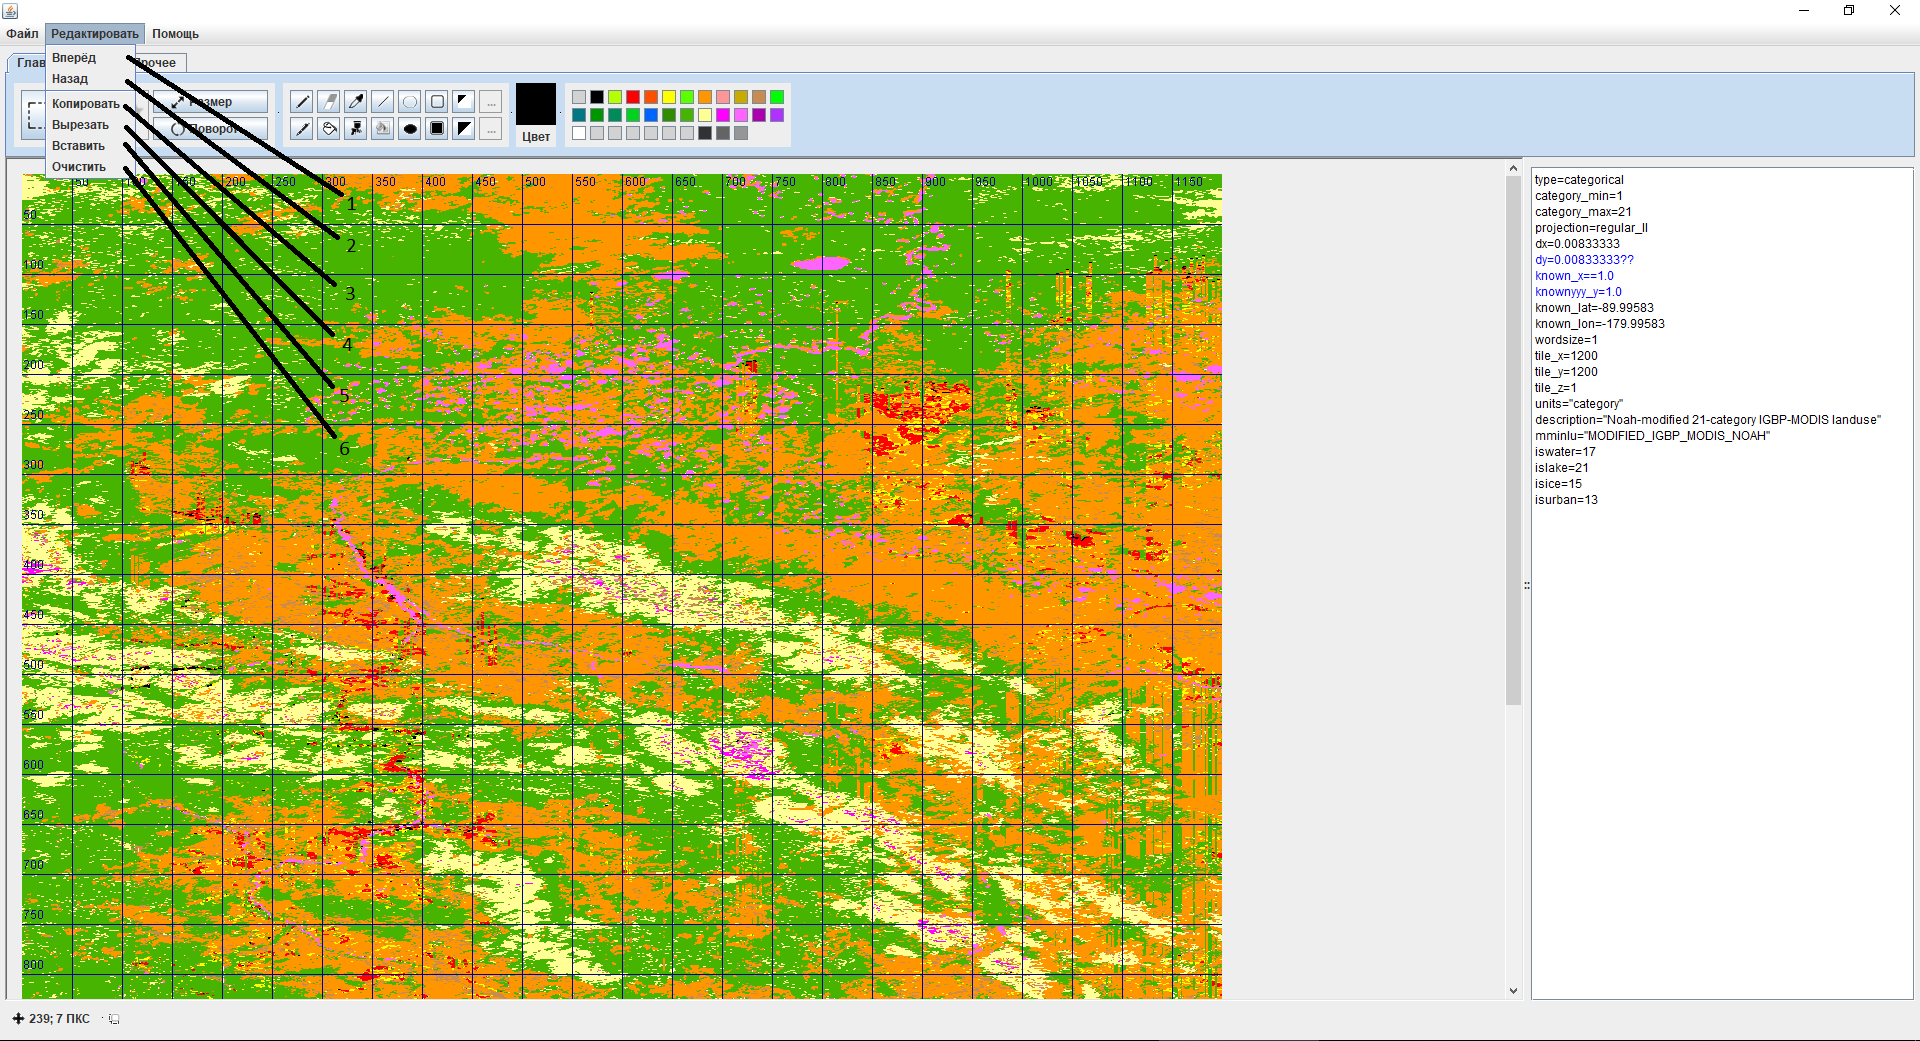 Файл Редактировать Помощь
Глав рочее
Вперёд
Назад
Копировать
Вырезать
Вставить
Очистить
Размер
Поворот
...
...
Цвет
200 250 300 350 400 450 500 550 600 650 700 750 800 850 900 950 1000 1050 1100 1150
50
100
150
200
250
300
350
400
450
500
550
600
650
700
750
800
1
2
3
4
5
6
type=categorical
category_min=1
category_max=21
projection=regular_ll
dx=0.00833333
dy=0.00833333??
known_x==1.0
knownyyy_y=1.0
known_lat=-89.99583
known_lon=-179.99583
wordsize=1
tile_x=1200
tile_y=1200
tile_z=1
units="category"
description="Noah-modified 21-category IGBP-MODIS landuse"
mminlu="MODIFIED_IGBP_MODIS_NOAH"
iswater=17
islake=21
isice=15
isurban=13
239; 7 ПКС